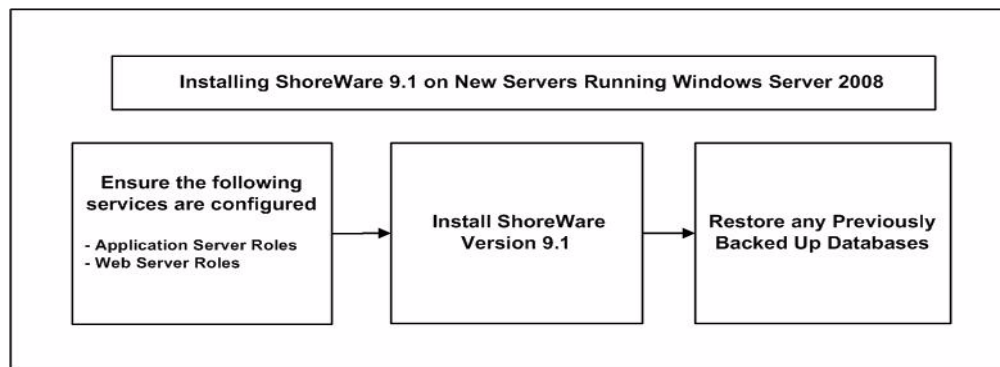 Installing ShoreWare 9.1 on New Servers Running Windows Server 2008
Ensure the following
services are configured
- Application Server Roles
- Web Server Roles
Install ShoreWare
Version 9.1
Restore any Previously
Backed Up Databases